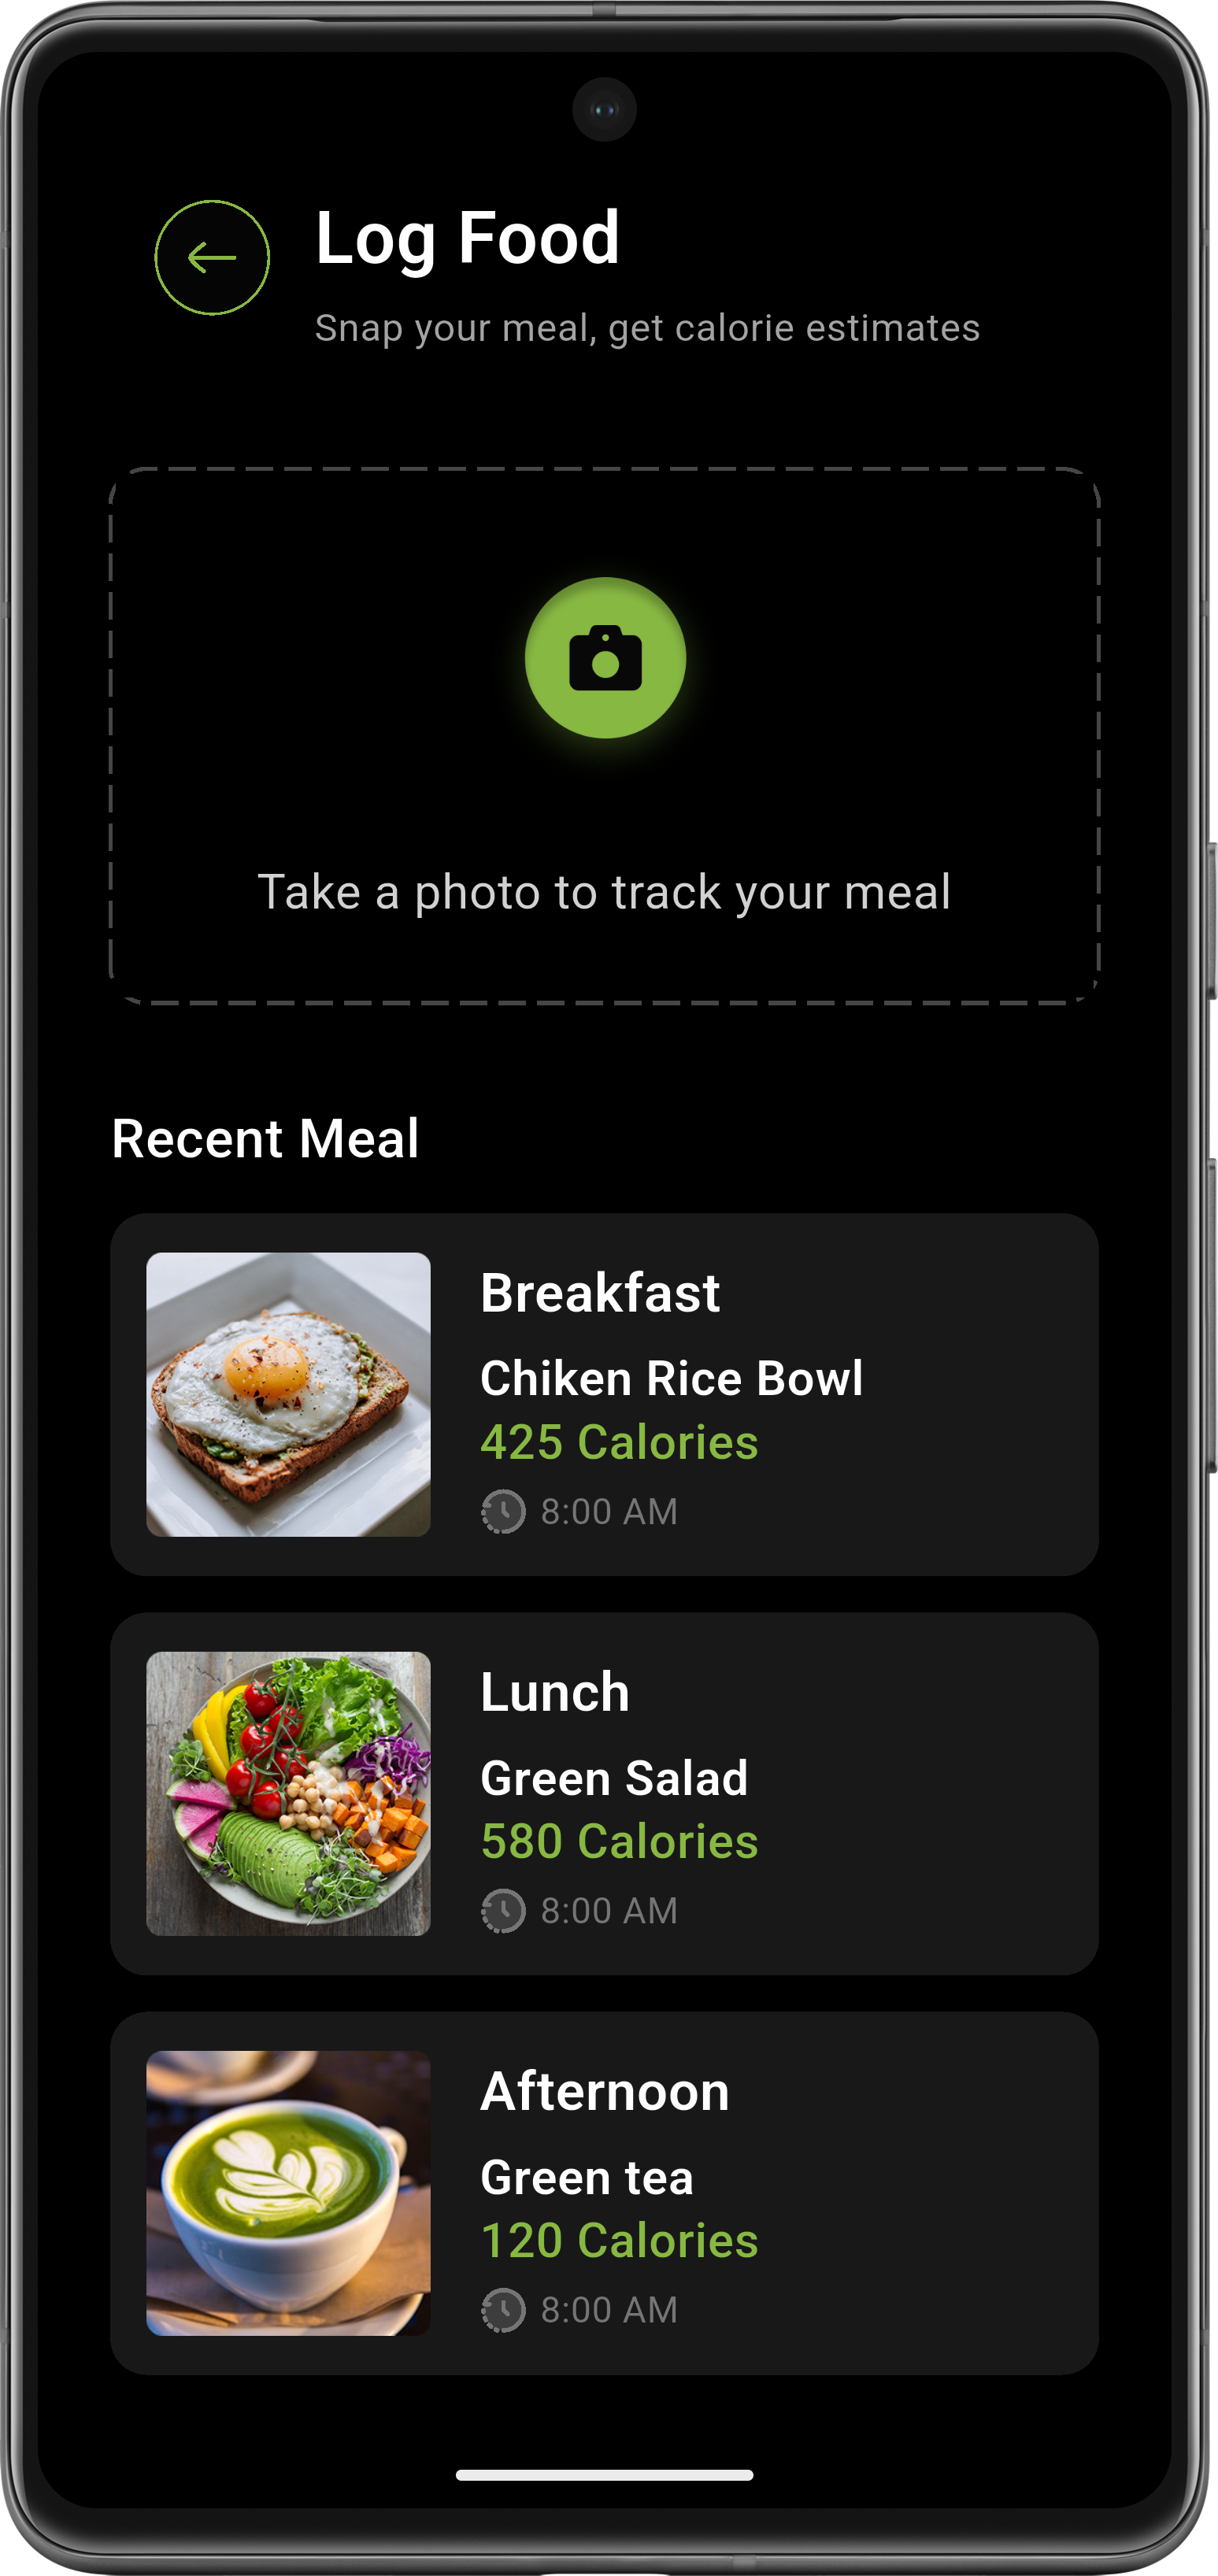 Log Food
Snap your meal, get calorie estimates
Take a photo to track your meal
Recent Meal
Breakfast
Chiken Rice Bowl
425 Calories
8:00 AM
Lunch
Green Salad
580 Calories
8:00 AM
Afternoon
Green tea
120 Calories
8:00 AM